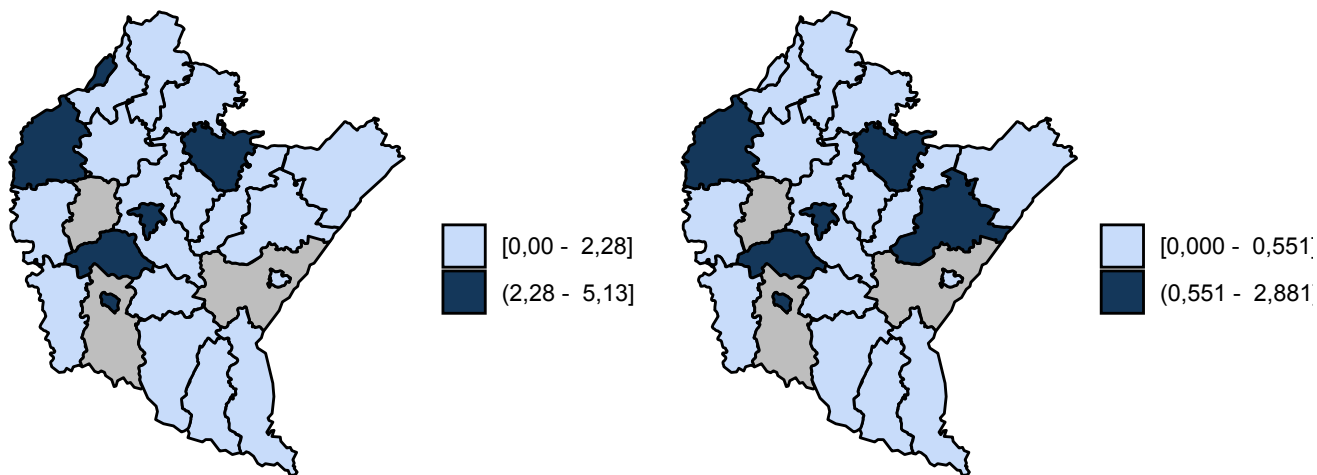 [0,00 - 2,28]
(2,28 - 5,13]
[0,000 - 0,551]
(0,551 - 2,881]